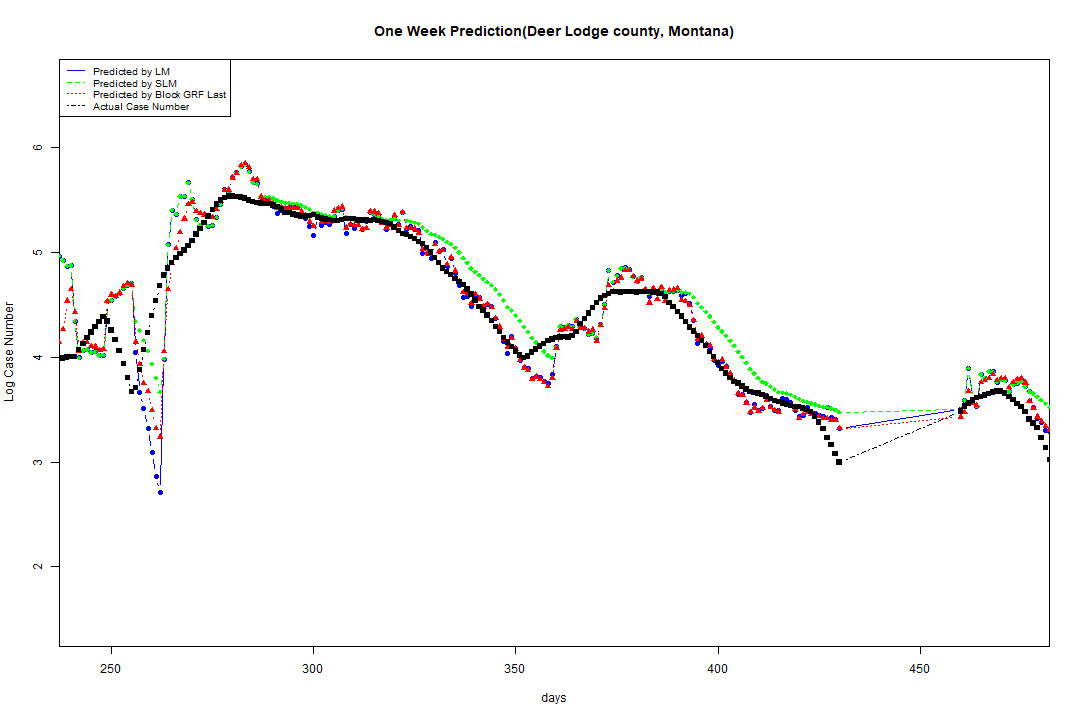 One Week Prediction(Deer Lodge county, Montana)
Predicted by LM
Predicted by SLM
Predicted by Block GRF Last
Actual Case Number
6
5
4
3
2
Log Case Number
250 300 350 400 450
days